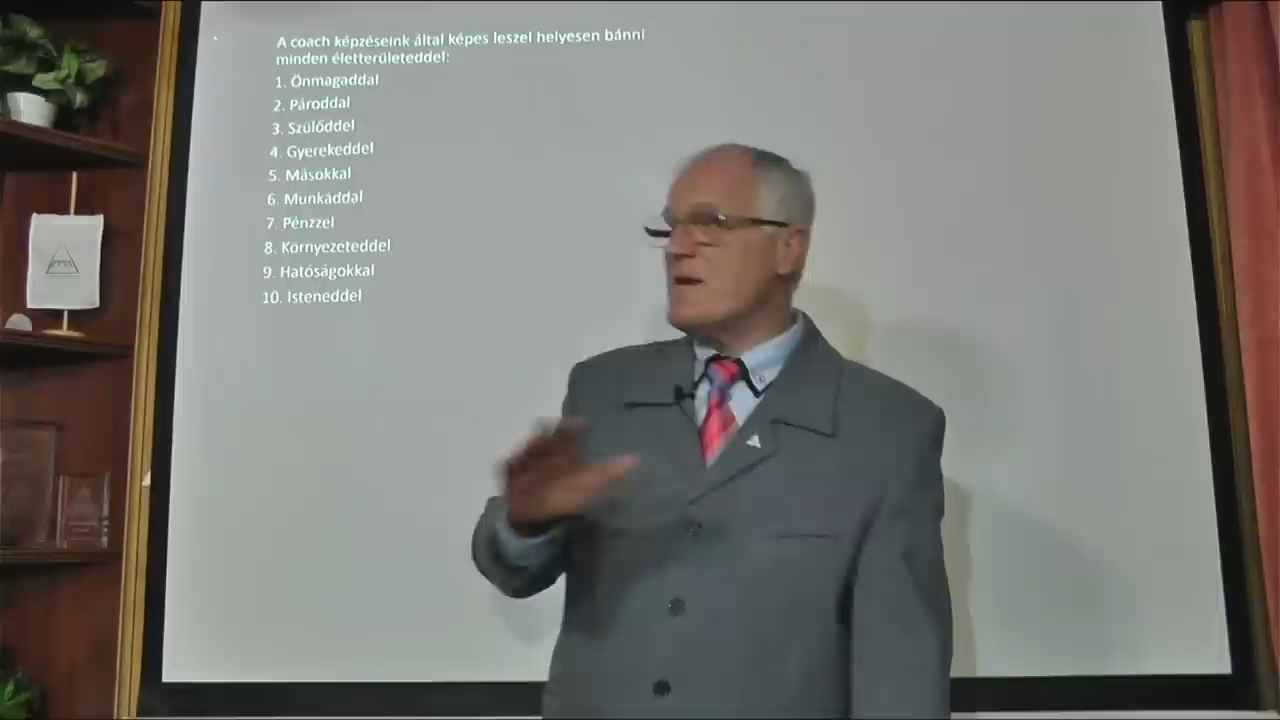 A coach képzéseink által képes leszel helyesen bánni
minden életterületeddel:
1. Önmagaddal
2. Pároddal
3. Szülőddel
4. Gyerekeddel
5. Másokkal
6. Munkáddal
7. Pénzzel
8. Környezeteddel
9. Hatóságokkal
10. Isteneddel